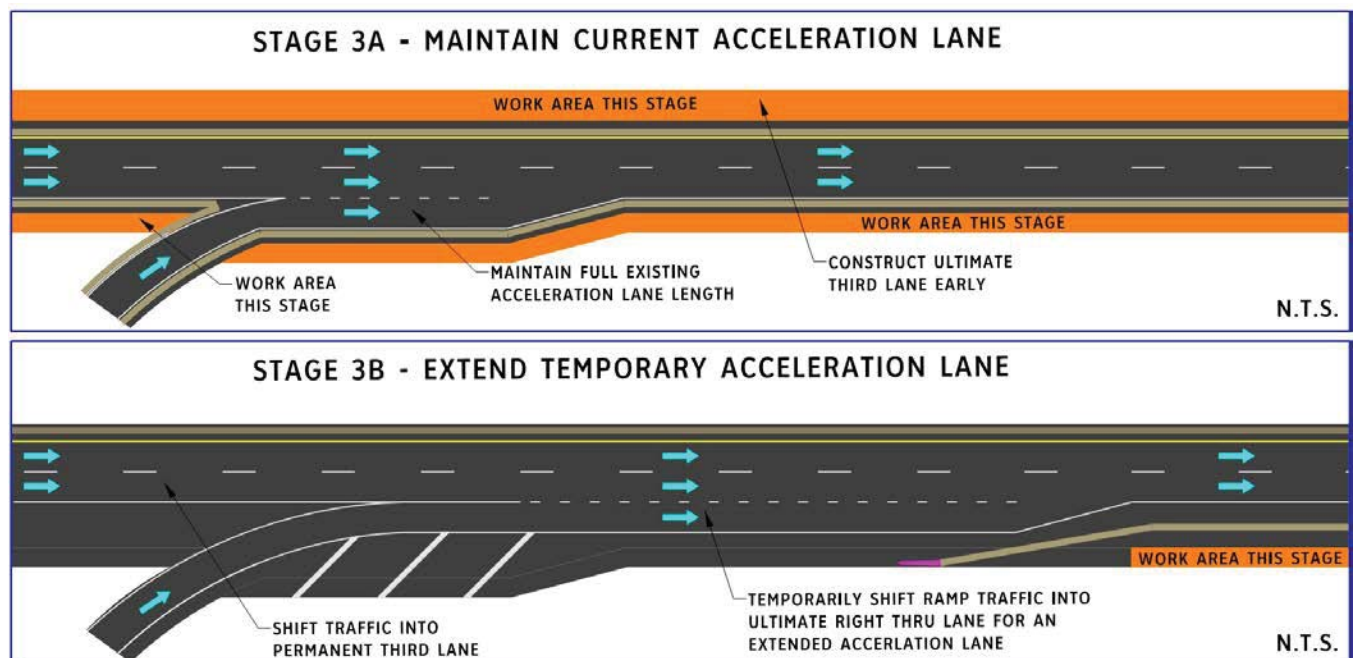 STAGE 3A - MAINTAIN CURRENT ACCELERATION LANE
WORK AREA THIS STAGE
WORK AREA THIS STAGE
WORK AREA
THIS STAGE
MAINTAIN FULL EXISTING
ACCELERATION LANE LENGTH
CONSTRUCT ULTIMATE
THIRD LANE EARLY
N.T.S.
STAGE 3B - EXTEND TEMPORARY ACCELERATION LANE
WORK AREA THIS STAGE
SHIFT TRAFFIC INTO
PERMANENT THIRD LANE
TEMPORARILY SHIFT RAMP TRAFFIC INTO
ULTIMATE RIGHT THRU LANE FOR AN
EXTENDED ACCERLATION LANE
N.T.S.